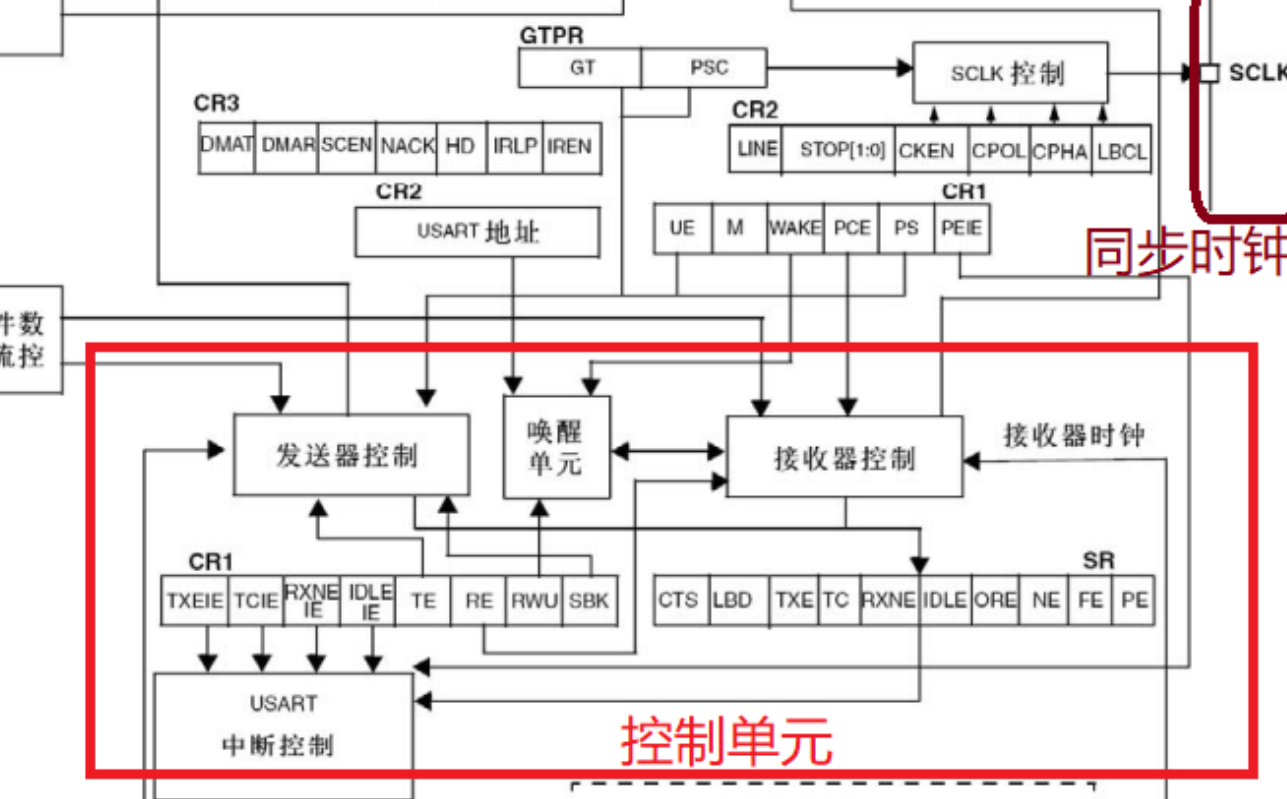 GTPR
GT PSC
SCLK 控制
SCLK
CR3
DMAT DMAR SCEN NACK HD IRLP IREN
CR2
LINE STOP[1:0] CKEN CPOL CPHA LBCL
CR2
USART 地址
CR1
UE M WAKE PCE PS PEIE
同步时钟
件数
流控
发送器控制
唤醒
单元
接收器控制
接收器时钟
CR1
TXEIE TCIE RXNE IE IDLE IE TE RE RWU SBK
SR
CTS LBD TXE TC RXNE IDLE ORE NE FE PE
USART
中断控制
控制单元